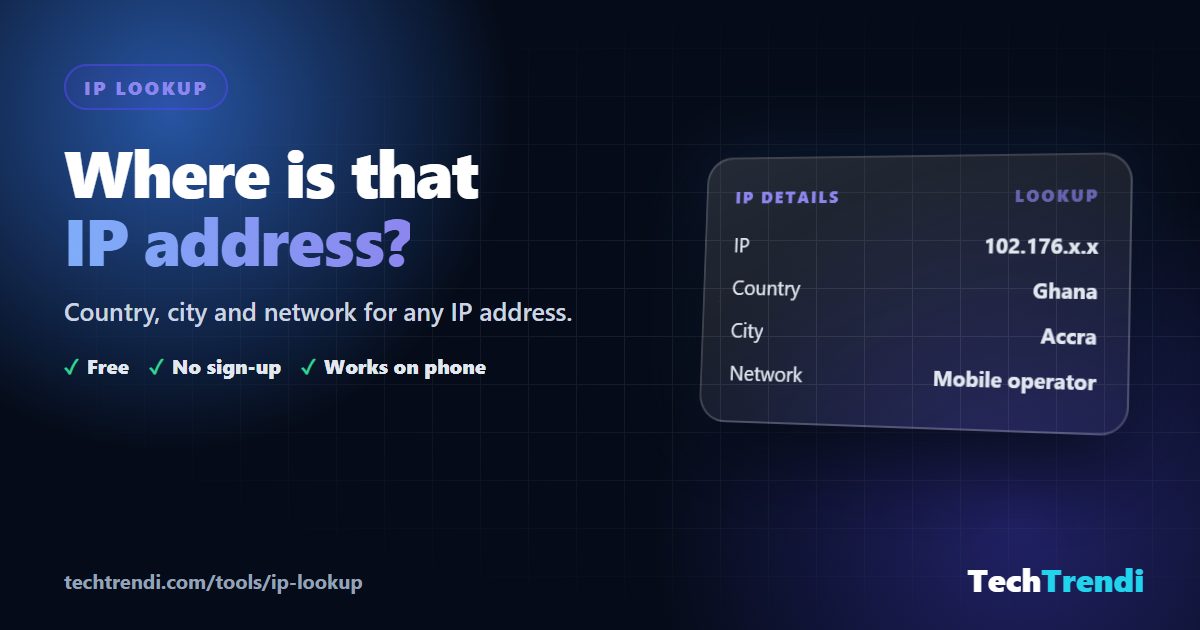 IP LOOKUP
Where is that
IP address?
Country, city and network for any IP address.
✓ Free ✓ No sign-up ✓ Works on phone
IP DETAILS LOOKUP
IP 102.176.x.x
Country Ghana
City Accra
Network Mobile operator
techtrendi.com/tools/ip-lookup
TechTrendi